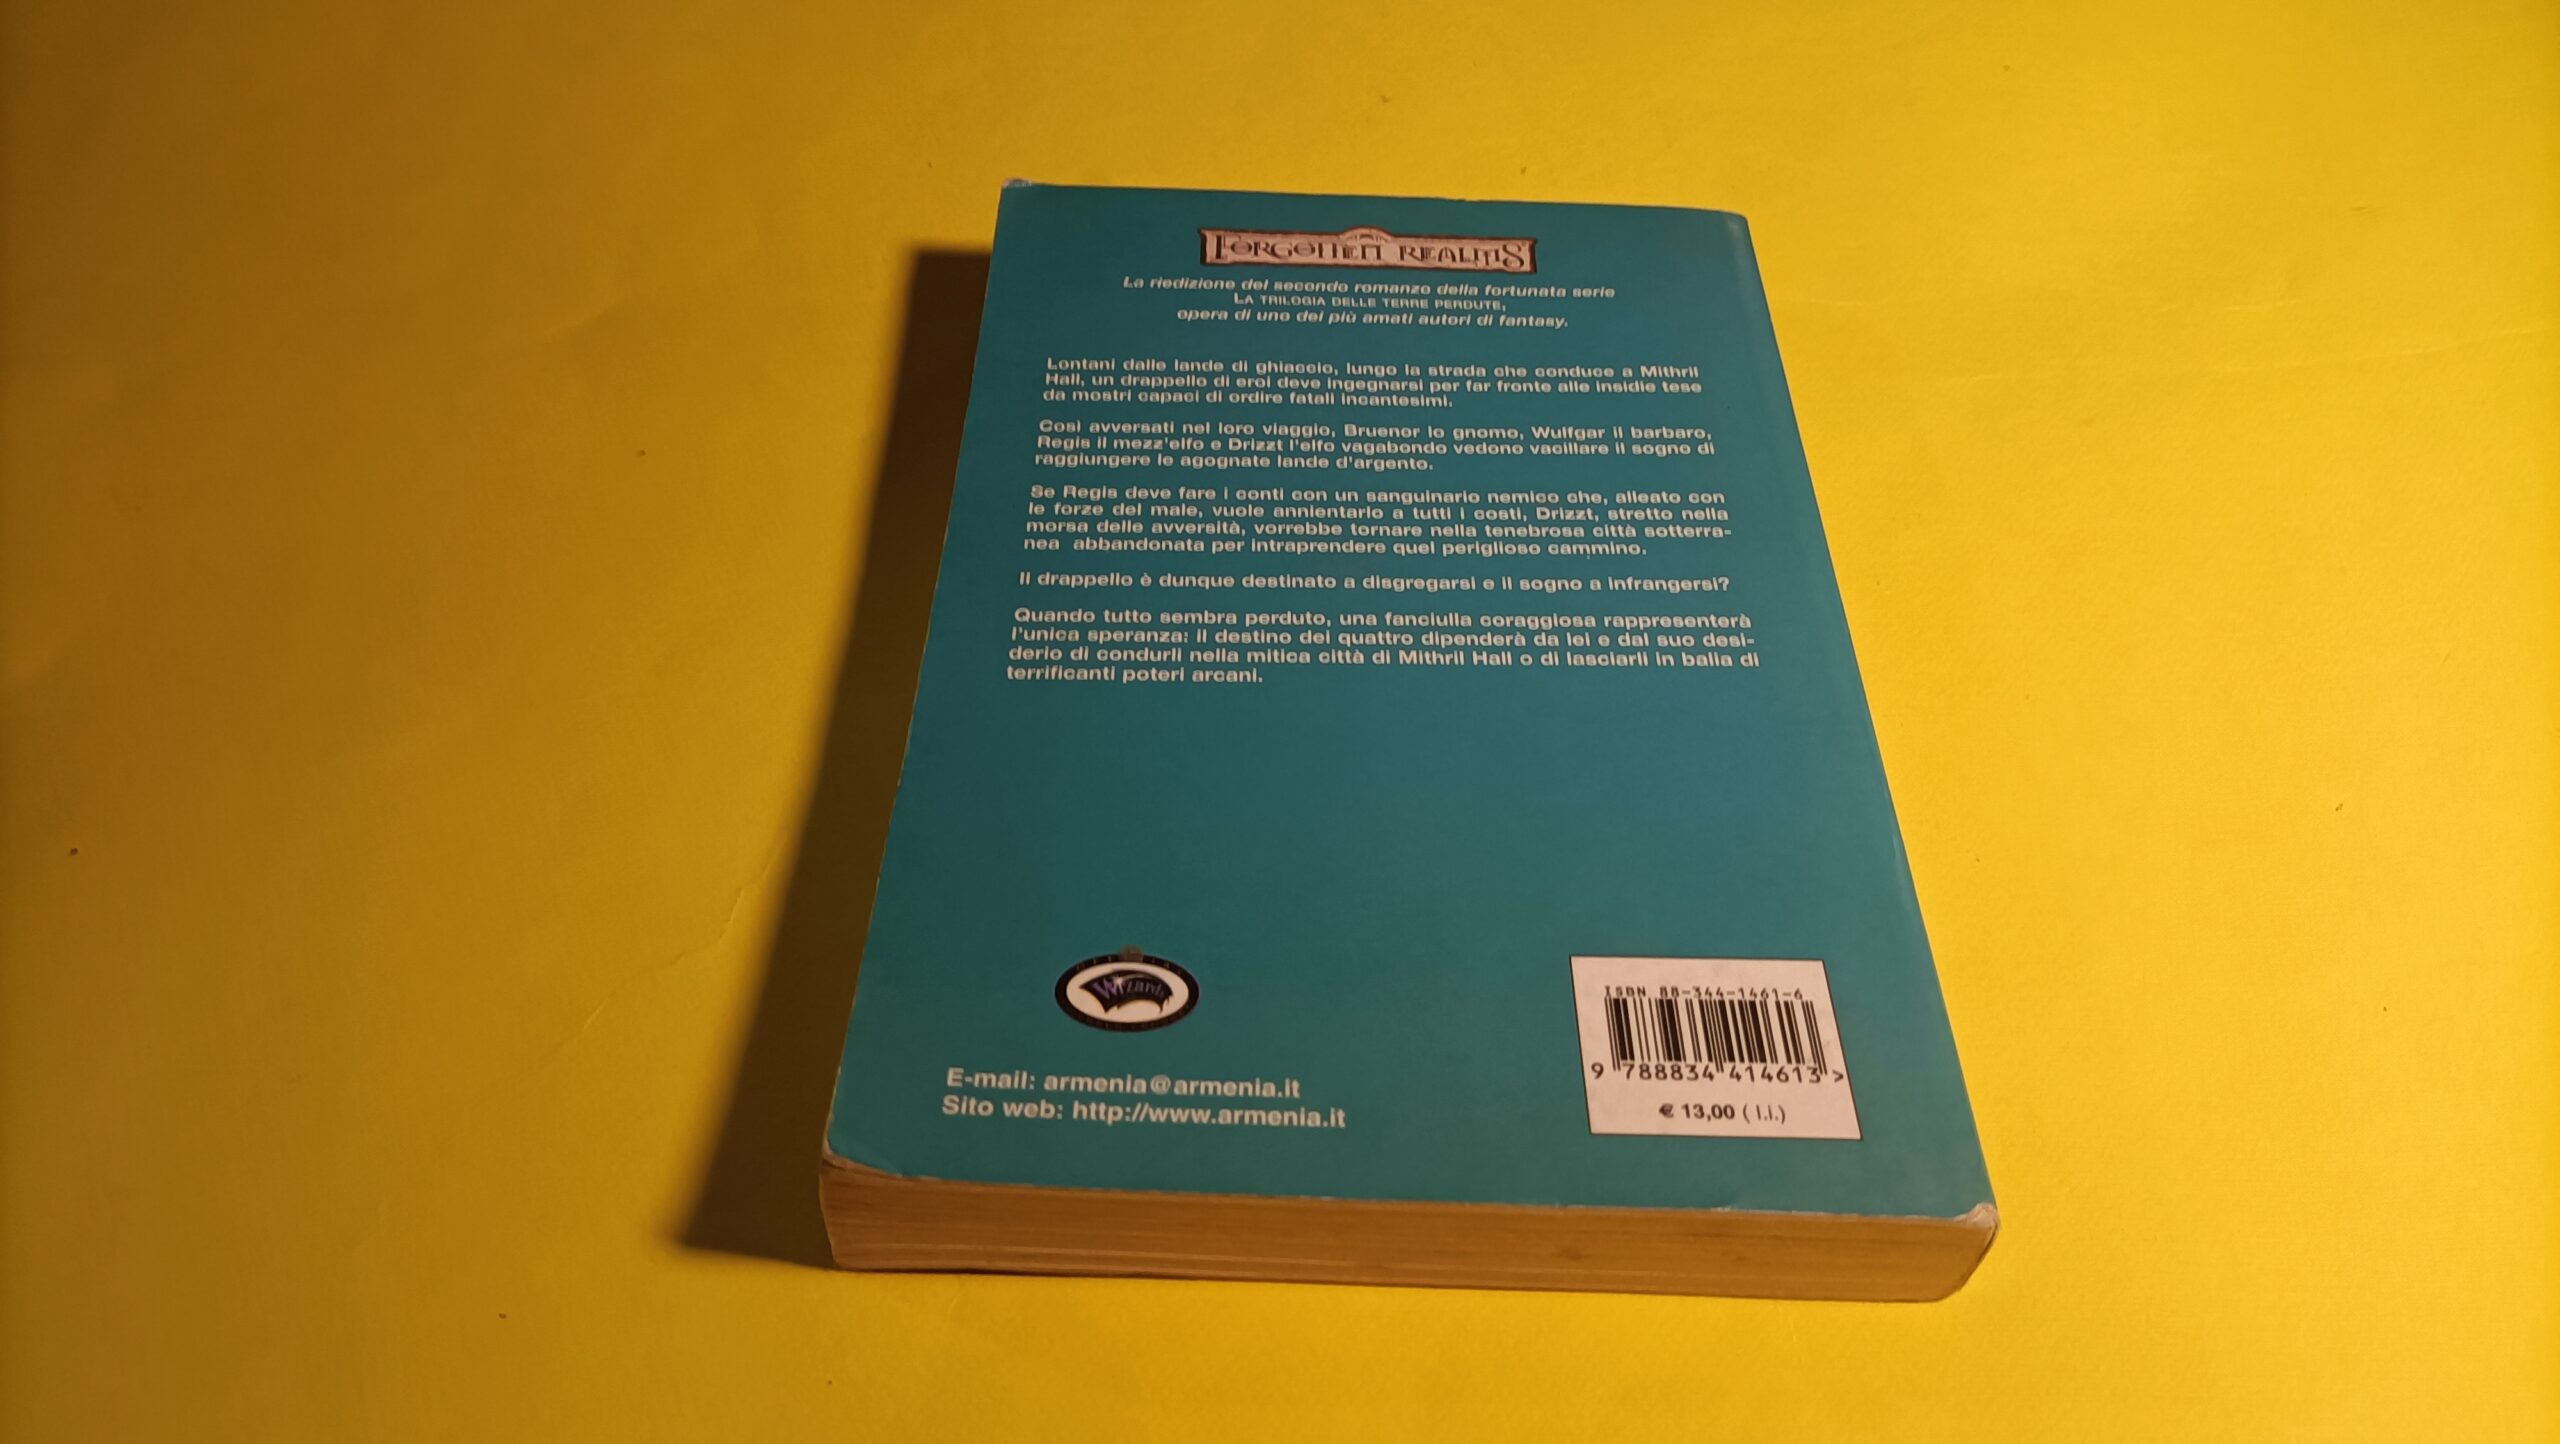 FORGOTTEN REALMS
La riedizione del secondo romanzo della fortunata serie
LA TRILOGIA DELLE TERRE PERDUTE,
opera di uno dei più amati autori di fantasy.
Lontani dalle lande di ghiaccio, lungo la strada che conduce a Mithril
Hall, un drappello di eroi deve ingegnarsi per far fronte alle insidie tese
da mostri capaci di ordire fatali incantesimi.
Così avversati nel loro viaggio, Bruenor lo gnomo, Wulfgar il barbaro,
Regis il mezz'elfo e Drizzt l'elfo vagabondo vedono vacillare il sogno di
raggiungere le agognate lande d'argento.
Se Regis deve fare i conti con un sanguinario nemico che, alleato con
le forze del male, vuole annientarlo a tutti i costi, Drizzt, stretto nella
morsa delle avversità, vorrebbe tornare nella tenebrosa città sotterra-
nea abbandonata per intraprendere quel periglioso cammino.
Il drappello è dunque destinato a disgregarsi e il sogno a infrangersi?
Quando tutto sembra perduto, una fanciulla coraggiosa rappresenterà
l'unica speranza: il destino dei quattro dipenderà da lei e dal suo desi-
derio di condurli nella mitica città di Mithril Hall o di lasciarli in balia di
terrificanti poteri arcani.
Wizards
E-mail: armenia@armenia.it
Sito web: http://www.armenia.it
ISBN 88-344-1461-6
9 788834 414613 >
€ 13,00 ( i.i.)